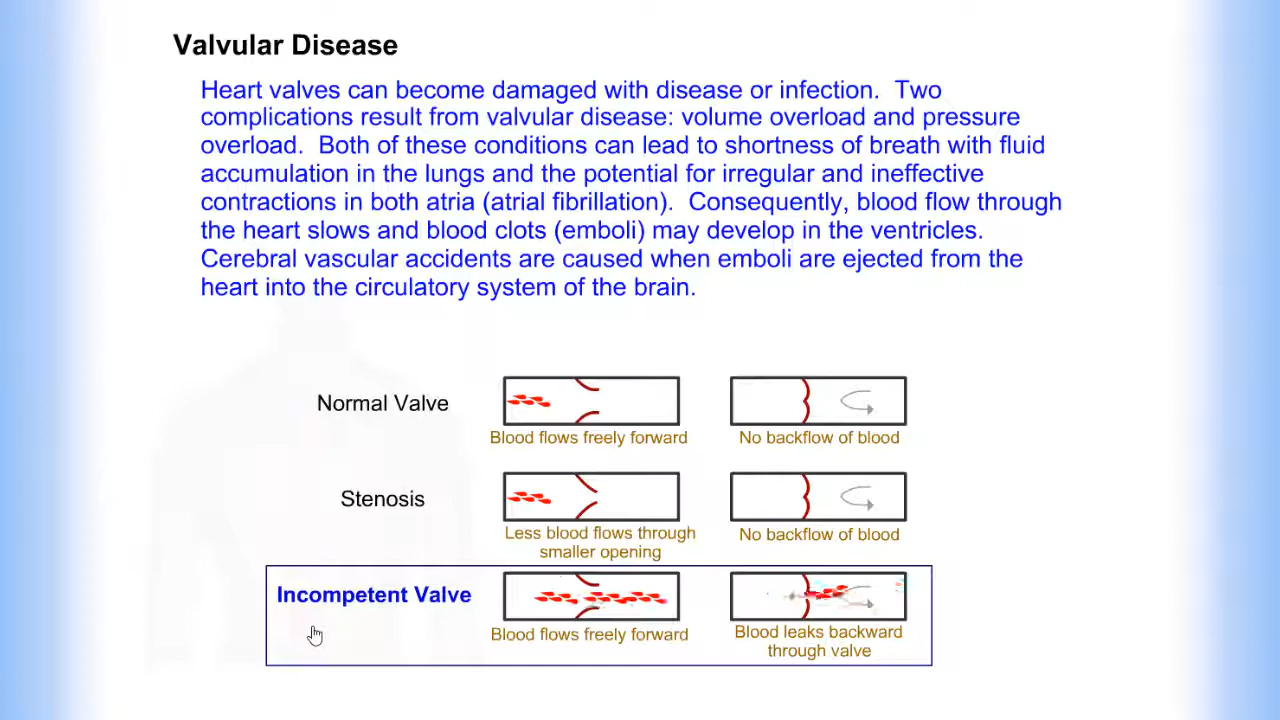 Valvular Disease
Heart valves can become damaged with disease or infection. Two
complications result from valvular disease: volume overload and pressure
overload. Both of these conditions can lead to shortness of breath with fluid
accumulation in the lungs and the potential for irregular and ineffective
contractions in both atria (atrial fibrillation). Consequently, blood flow through
the heart slows and blood clots (emboli) may develop in the ventricles.
Cerebral vascular accidents are caused when emboli are ejected from the
heart into the circulatory system of the brain.
Normal Valve
Blood flows freely forward
No backflow of blood
Stenosis
Less blood flows through
smaller opening
No backflow of blood
Incompetent Valve
Blood flows freely forward
Blood leaks backward
through valve